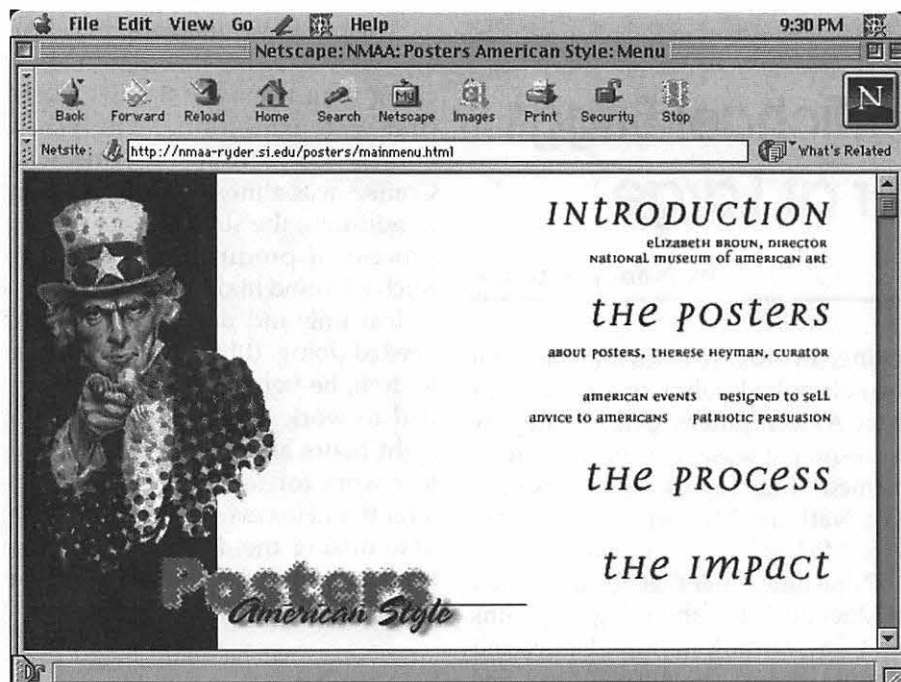 File Edit View Go Help 9:30 PM
Netscape: NMAA: Posters American Style: Menu
Back Forward Reload Home Search Netscape Images Print Security Stop
My
N
Netsite: http://nmaa-ryder.si.edu/posters/mainmenu.html What's Related
INTRODUCTION
ELIZABETH BROUN, DIRECTOR
NATIONAL MUSEUM OF AMERICAN ART
THE POSTERS
ABOUT POSTERS, THERESE HEYMAN, CURATOR
AMERICAN EVENTS DESIGNED TO SELL
ADVICE TO AMERICANS PATRIOTIC PERSUASION
THE PROCESS
THE IMPACT
Posters
American Style